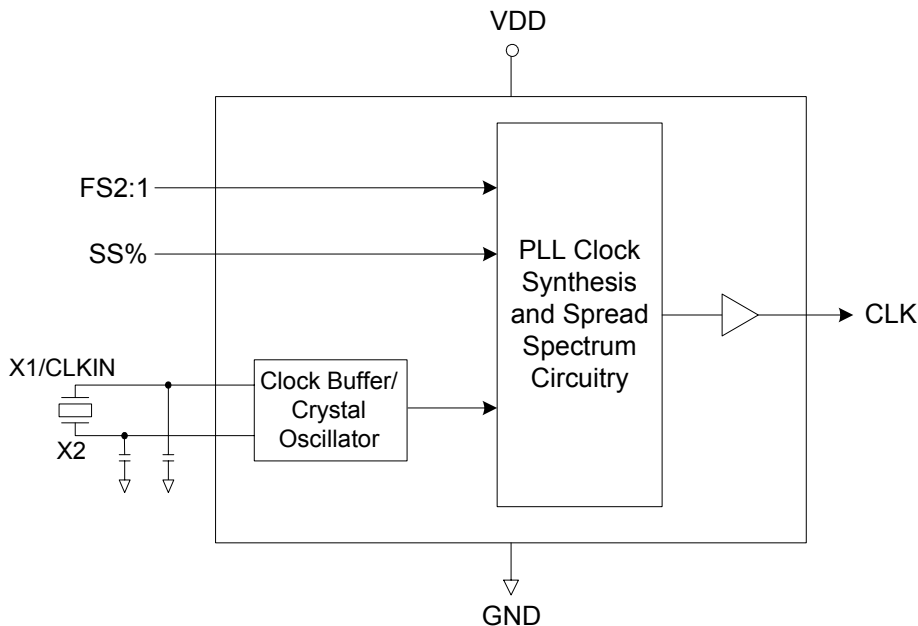 VDD
FS2:1
SS%
PLL Clock
Synthesis
and Spread
Spectrum
Circuitry
CLK
X1/CLKIN
Clock Buffer/
Crystal
Oscillator
X2
GND